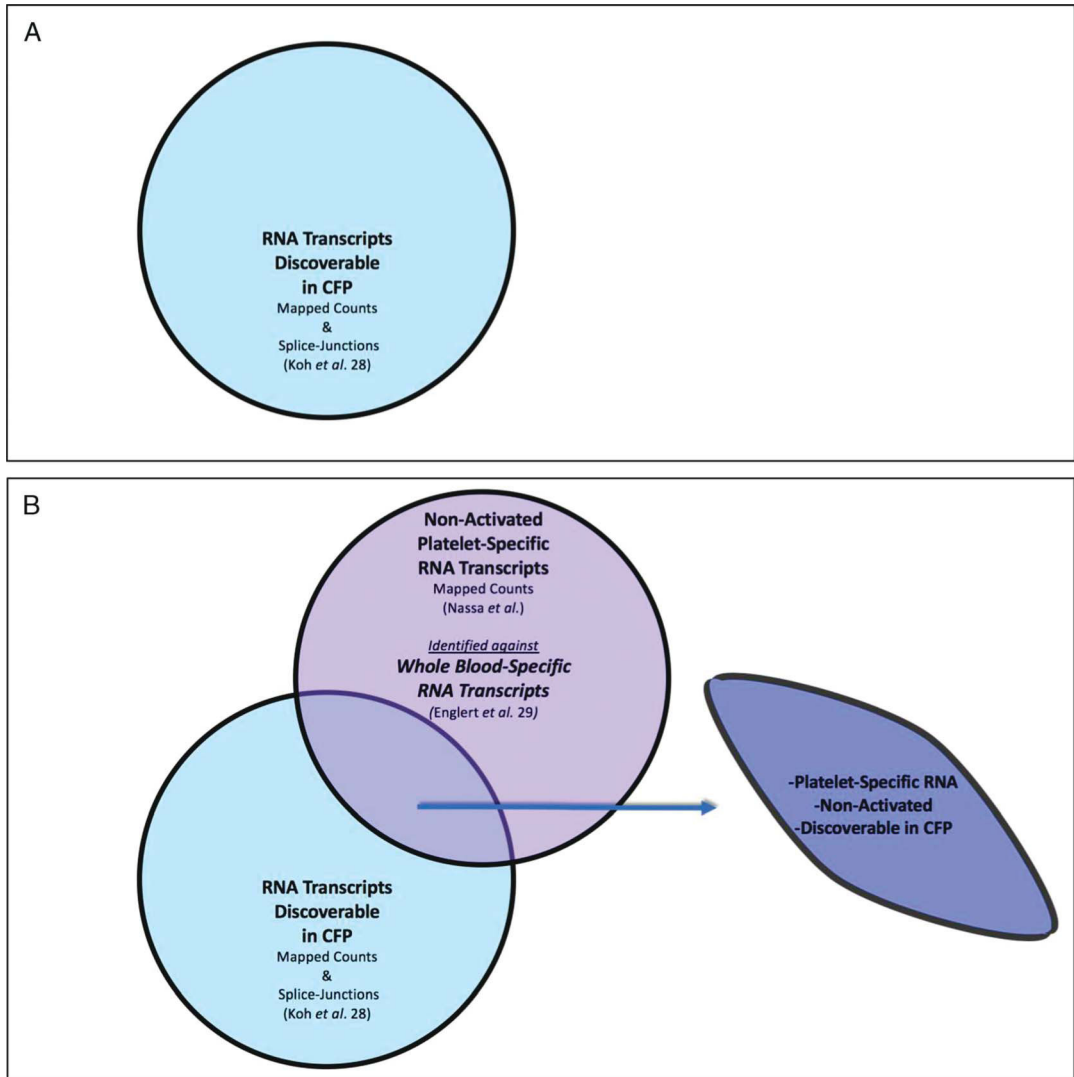 A
RNA Transcripts
Discoverable
in CFP
Mapped Counts
&
Splice-Junctions
(Koh et al. 28)
B
Non-Activated
Platelet-Specific
RNA Transcripts
Mapped Counts
(Nassa et al.)
Identified against
Whole Blood-Specific
RNA Transcripts
(Englert et al. 29)
-Platelet-Specific RNA
-Non-Activated
-Discoverable in CFP
RNA Transcripts
Discoverable
in CFP
Mapped Counts
&
Splice-Junctions
(Koh et al. 28)